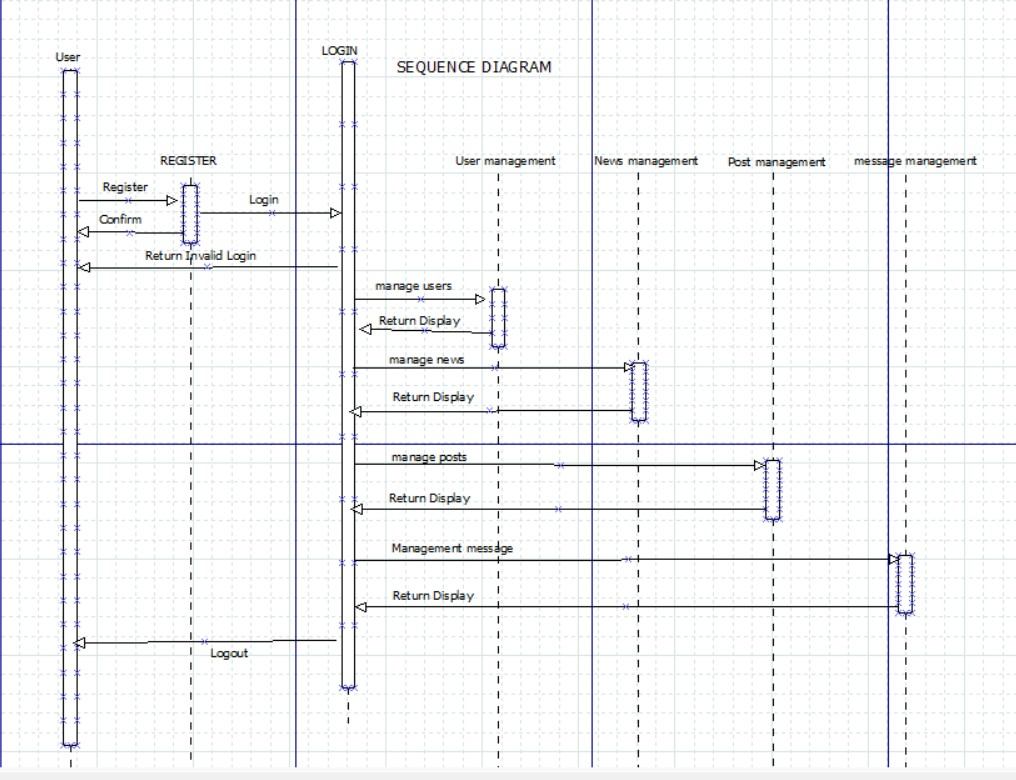 User
LOGIN
SEQUENCE DIAGRAM
REGISTER
User management
News management
Post management
message management
Register
Login
Confirm
Return Invalid Login
manage users
Return Display
manage news
Return Display
manage posts
Return Display
Management message
Return Display
Logout